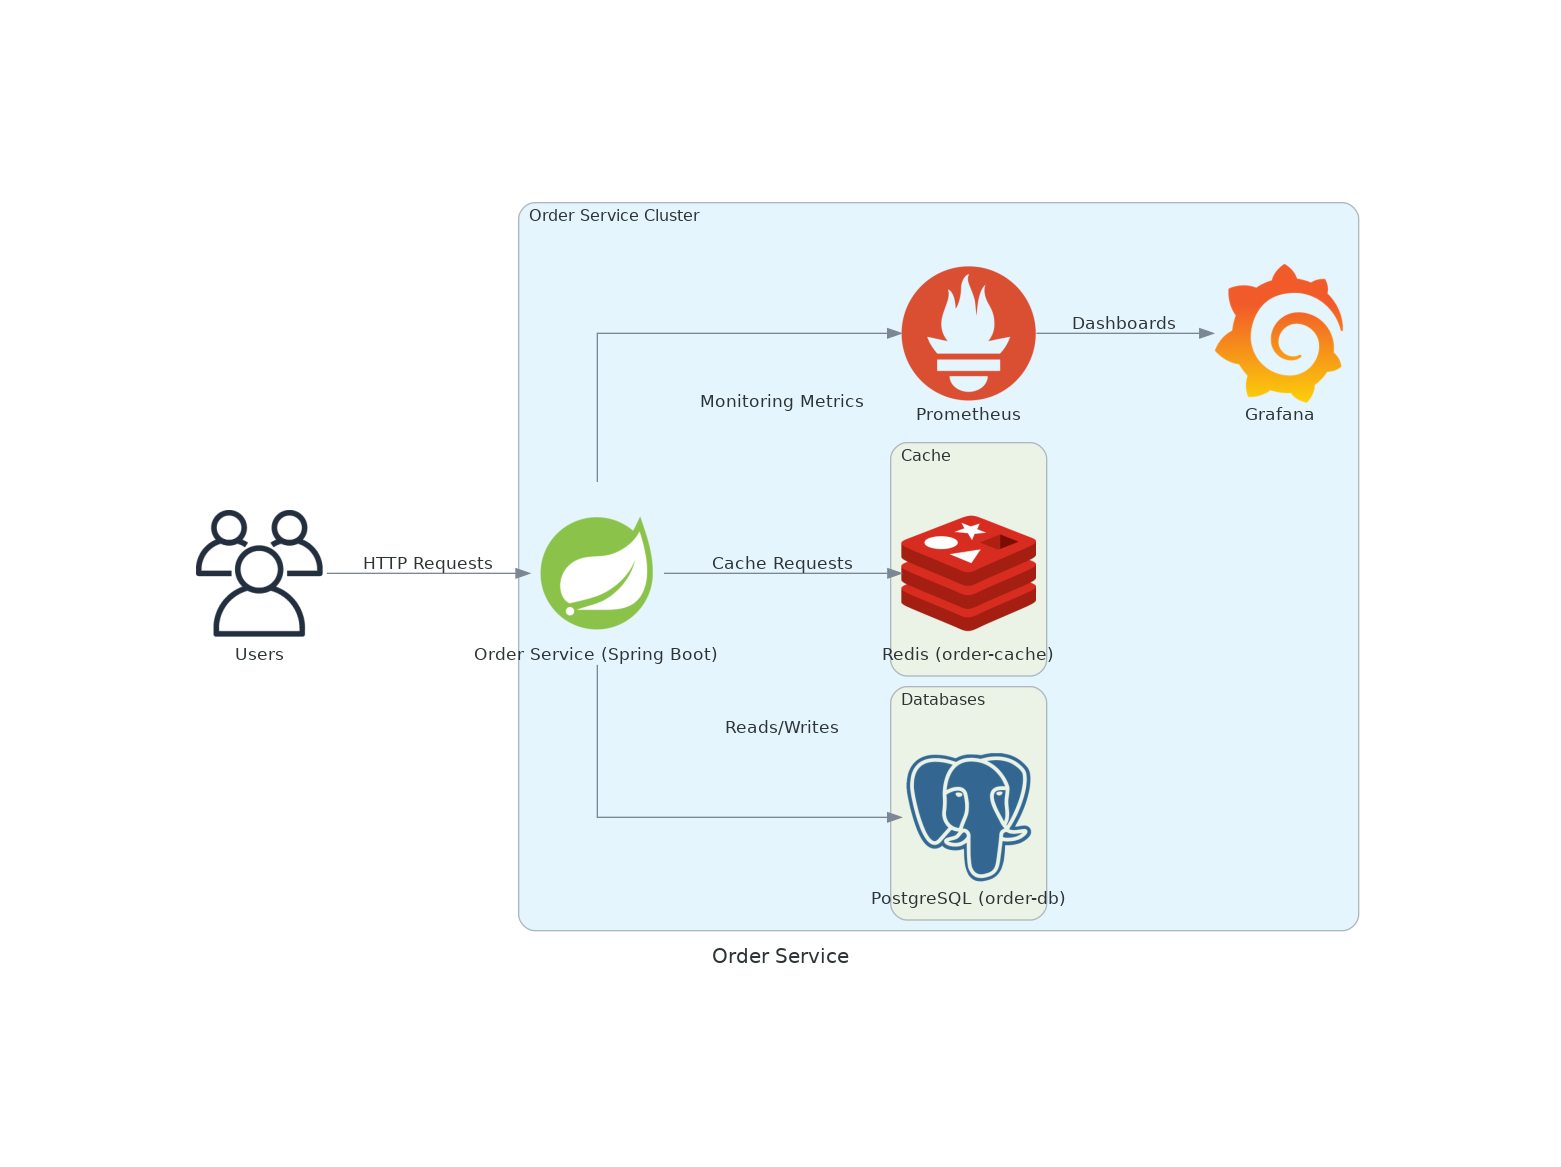 Order Service Cluster
Dashboards
Monitoring Metrics
Prometheus
Grafana
Cache
HTTP Requests
Cache Requests
Users
Order Service (Spring Boot)
Redis (order-cache)
Databases
Reads/Writes
PostgreSQL (order-db)
Order Service